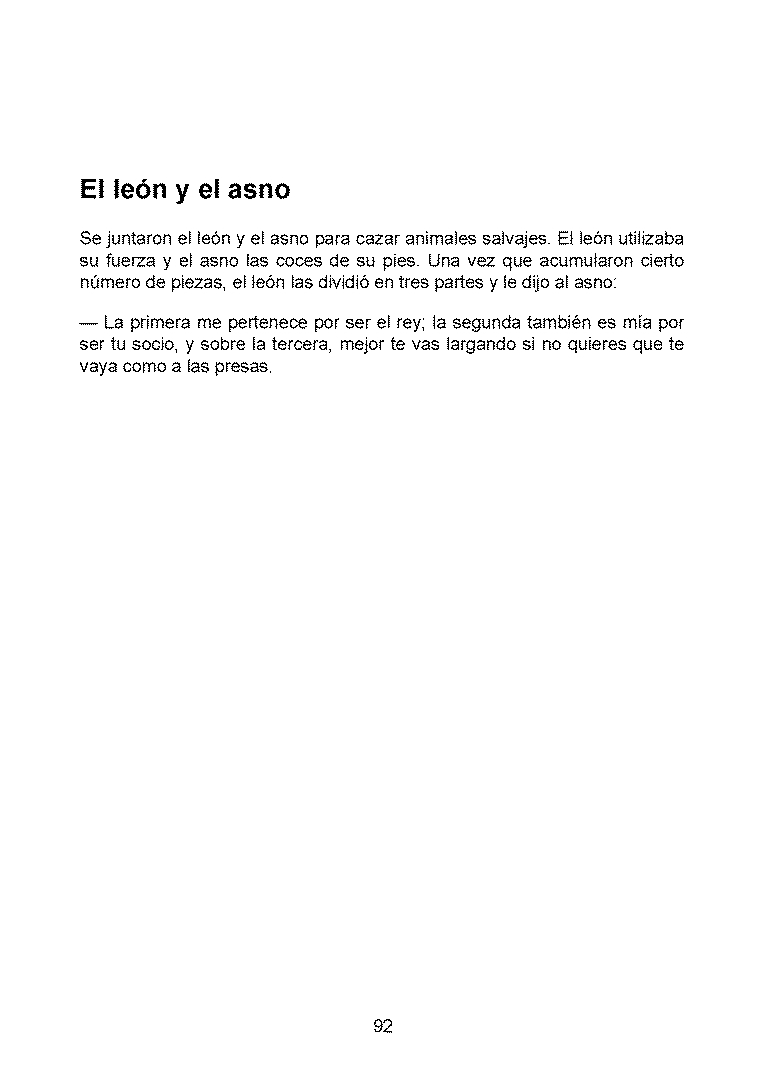 El león y el asno
Se juntaron el león y el asno para cazar animales salvajes. El león utilizaba
su fuerza y el asno las coces de su pies. Una vez que acumularon cierto
número de piezas, el león las dividió en tres partes y le dijo al asno:
— La primera me pertenece por ser el rey; la segunda también es mía por
ser tu socio, y sobre la tercera, mejor te vas largando si no quieres que te
vaya como a las presas.
92